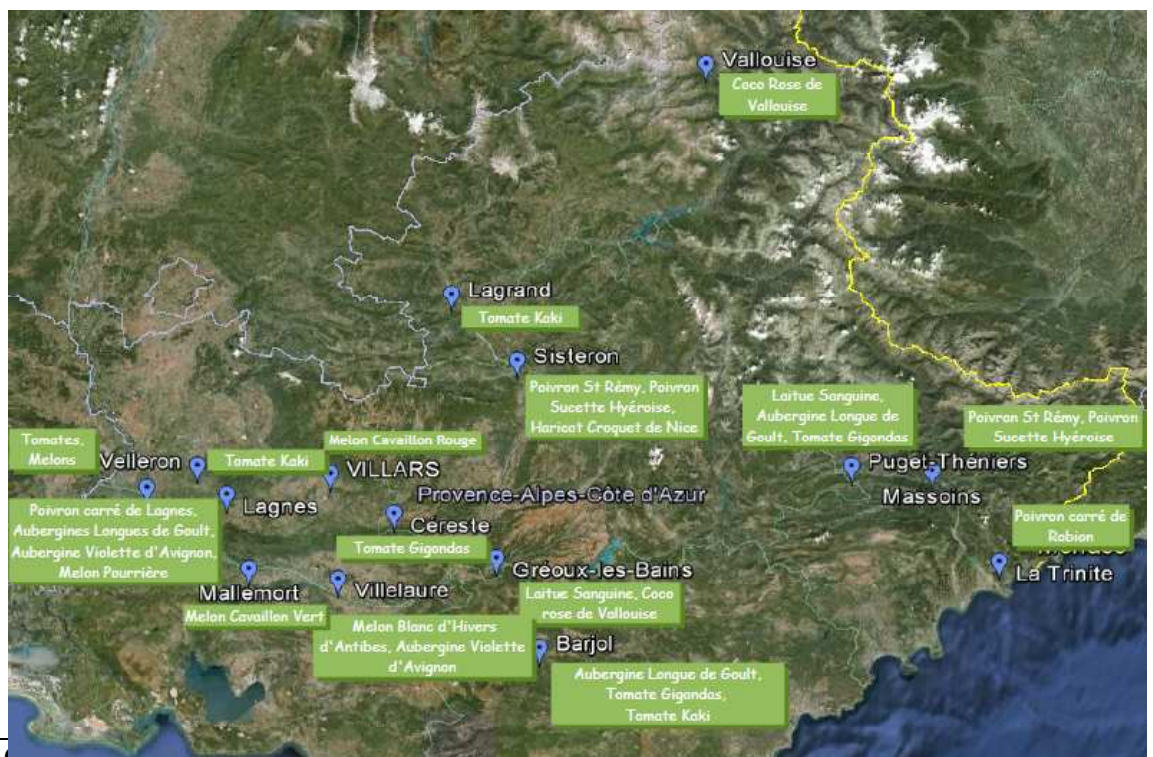 Vallouise
Coco Rose de
Vallouise
Lagrand
Tomate Kaki
Sisteron
Poivron St Rémy, Poivron
Sucette Hyéroise,
Haricot Croquet de Nice
Laitue Sanguine,
Aubergine Longue de
Goult, Tomate Gigondas
Poivron St Rémy, Poivron
Sucette Hyéroise
Puget-Théniers
Massoins
Tomates,
Melons
Velleron
Tomate Kaki
Melon Cavaillon Rouge
VILLARS
Lagnes
Provence-Alpes-Côte d'Azur
Céreste
Tomate Gigondas
Poivron carré de Lagnes,
Aubergines Longues de Goult,
Aubergine Violette d'Avignon,
Melon Pourrière
Poivron carré de
Robion
La Trinite
Mallemort
Melon Cavaillon Vert
Villelaure
Melon Blanc d'Hivers
d'Antibes, Aubergine Violette
d'Avignon
Gréoux-les-Bains
Laitue Sanguine, Coco
rose de Vallouise
Barjol
Aubergine Longue de Goult,
Tomate Gigondas,
Tomate Kaki